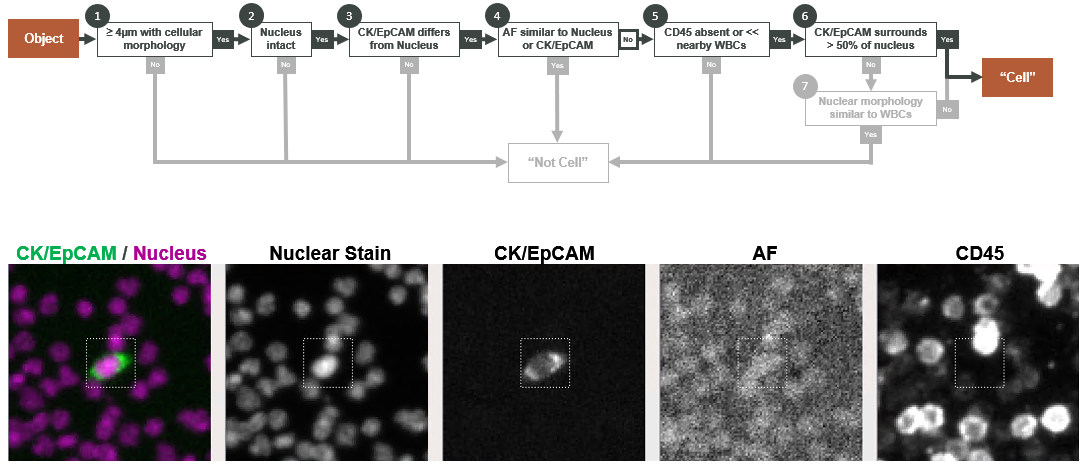 Object
1
≥ 4µm with cellular
morphology
Yes
No
2
Nucleus
intact
Yes
No
3
CK/EpCAM differs
from Nucleus
Yes
No
4
AF similar to Nucleus
or CK/EpCAM
No
Yes
5
CD45 absent or <<
nearby WBCs
Yes
No
6
CK/EpCAM surrounds
> 50% of nucleus
Yes
No
7
Nuclear morphology
similar to WBCs
No
Yes
“Cell”
“Not Cell”
CK/EpCAM / Nucleus
Nuclear Stain
CK/EpCAM
AF
CD45